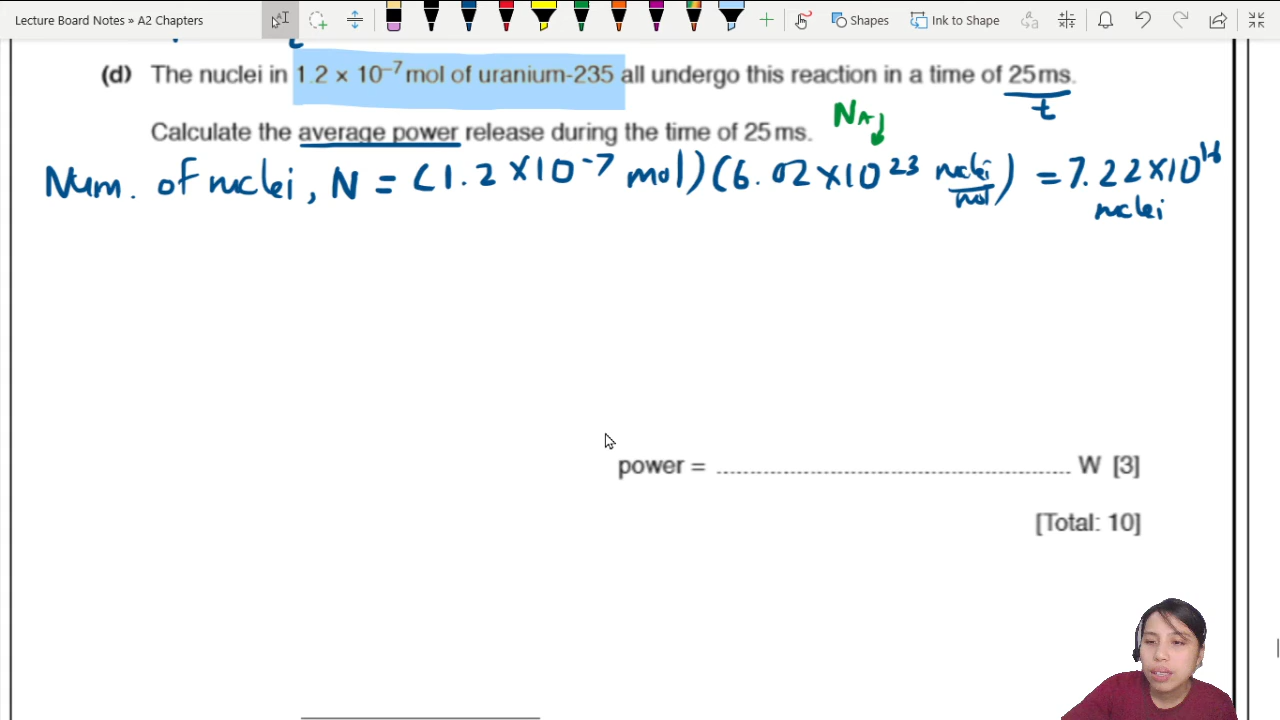 Lecture Board Notes » A2 Chapters
Shapes
Ink to Shape
(d) The nuclei in 1.2 × 10⁻⁷ mol of uranium-235 all undergo this reaction in a time of 25 ms.
t
N_A
Calculate the average power release during the time of 25 ms.
Num. of nuclei, N = (1.2 × 10⁻⁷ mol)(6.02 × 10²³ nuclei/mol) = 7.22 × 10¹⁶
nuclei
power = ........................................ W [3]
[Total: 10]